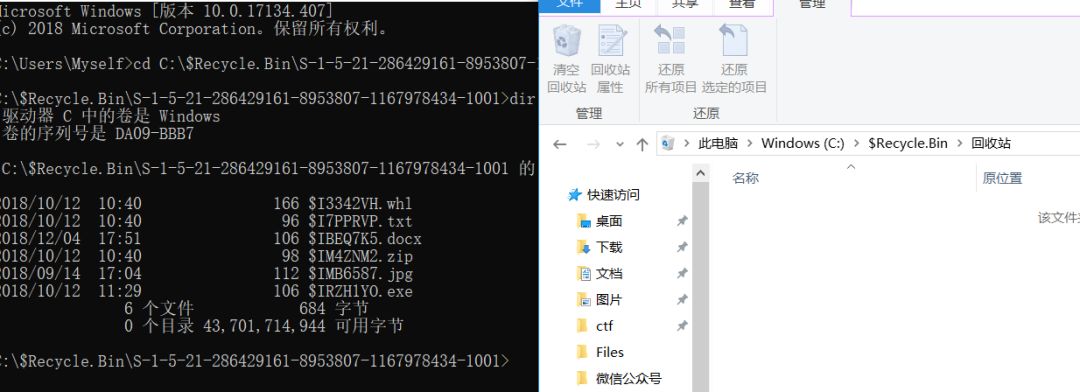 Microsoft Windows [版本 10.0.17134.407]
(c) 2018 Microsoft Corporation。保留所有权利。
C:\Users\Myself>cd C:\$Recycle.Bin\S-1-5-21-286429161-8953807-
C:\$Recycle.Bin\S-1-5-21-286429161-8953807-1167978434-1001>dir
驱动器 C 中的卷是 Windows
卷的序列号是 DA09-BBB7
C:\$Recycle.Bin\S-1-5-21-286429161-8953807-1167978434-1001 的
2018/10/12 10:40 166 $I3342VH.whl
2018/10/12 10:40 96 $I7PPRVP.txt
2018/12/04 17:51 106 $IBEQ7K5.docx
2018/10/12 10:40 98 $IM4ZNM2.zip
2018/09/14 17:04 112 $IMB6587.jpg
2018/10/12 11:29 106 $IRZH1YO.exe
6 个文件 684 字节
0 个目录 43,701,714,944 可用字节
C:\$Recycle.Bin\S-1-5-21-286429161-8953807-1167978434-1001>
文件 主页 共享 查看 管理
清空 回收站 还原 还原
回收站 属性 所有项目 选定的项目
管理 还原
此电脑 > Windows (C:) > $Recycle.Bin > 回收站
名称 原位置
该文件
快速访问
桌面
下载
文档
图片
ctf
Files
微信公众号